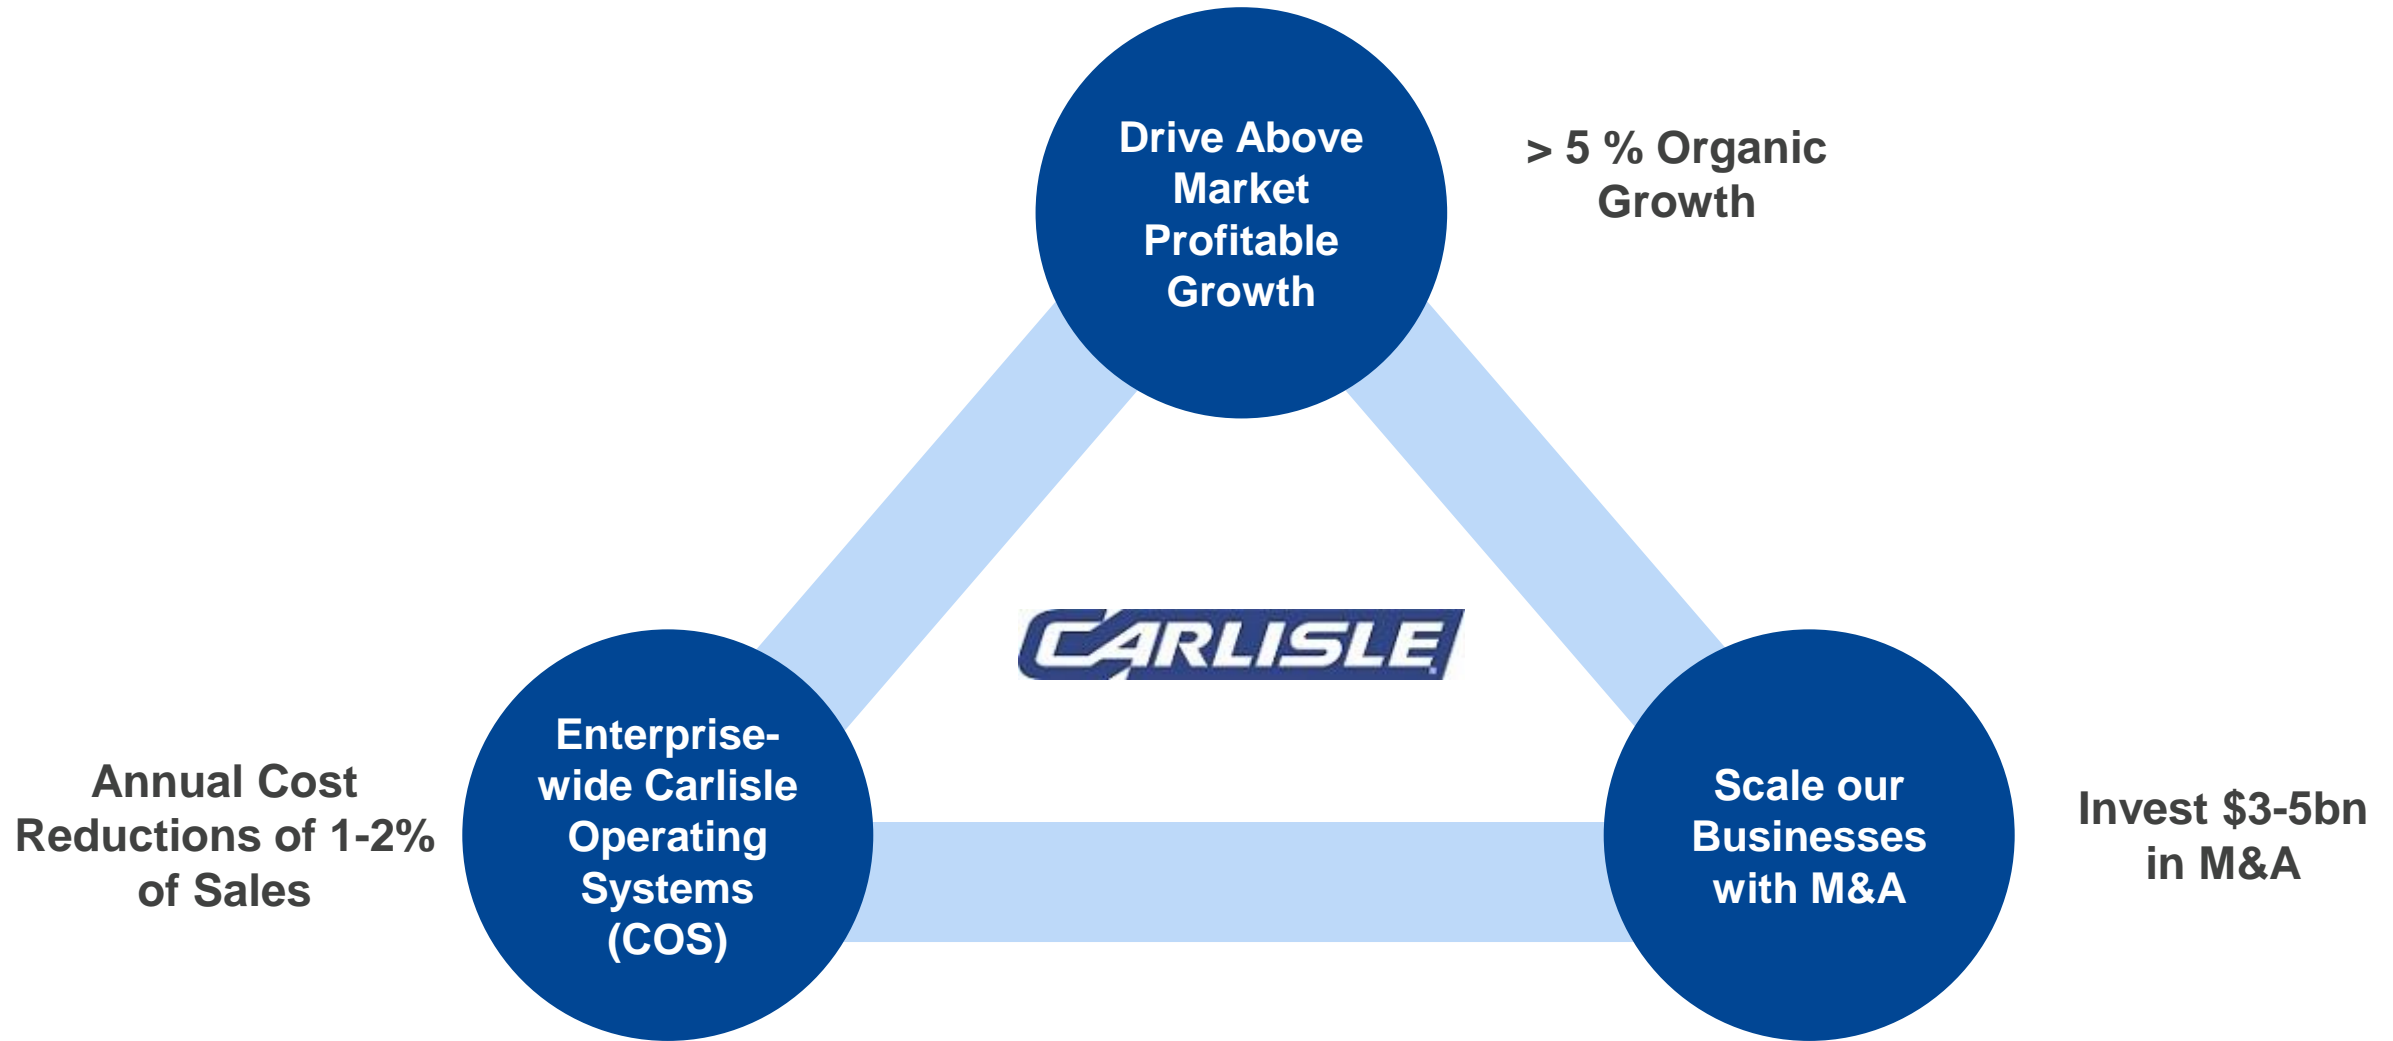 Drive Above
Market
Profitable
Growth
> 5 % Organic
Growth
CARLISLE
Annual Cost
Reductions of 1-2%
of Sales
Enterprise-
wide Carlisle
Operating
Systems
(COS)
Scale our
Businesses
with M&A
Invest $3-5bn
in M&A